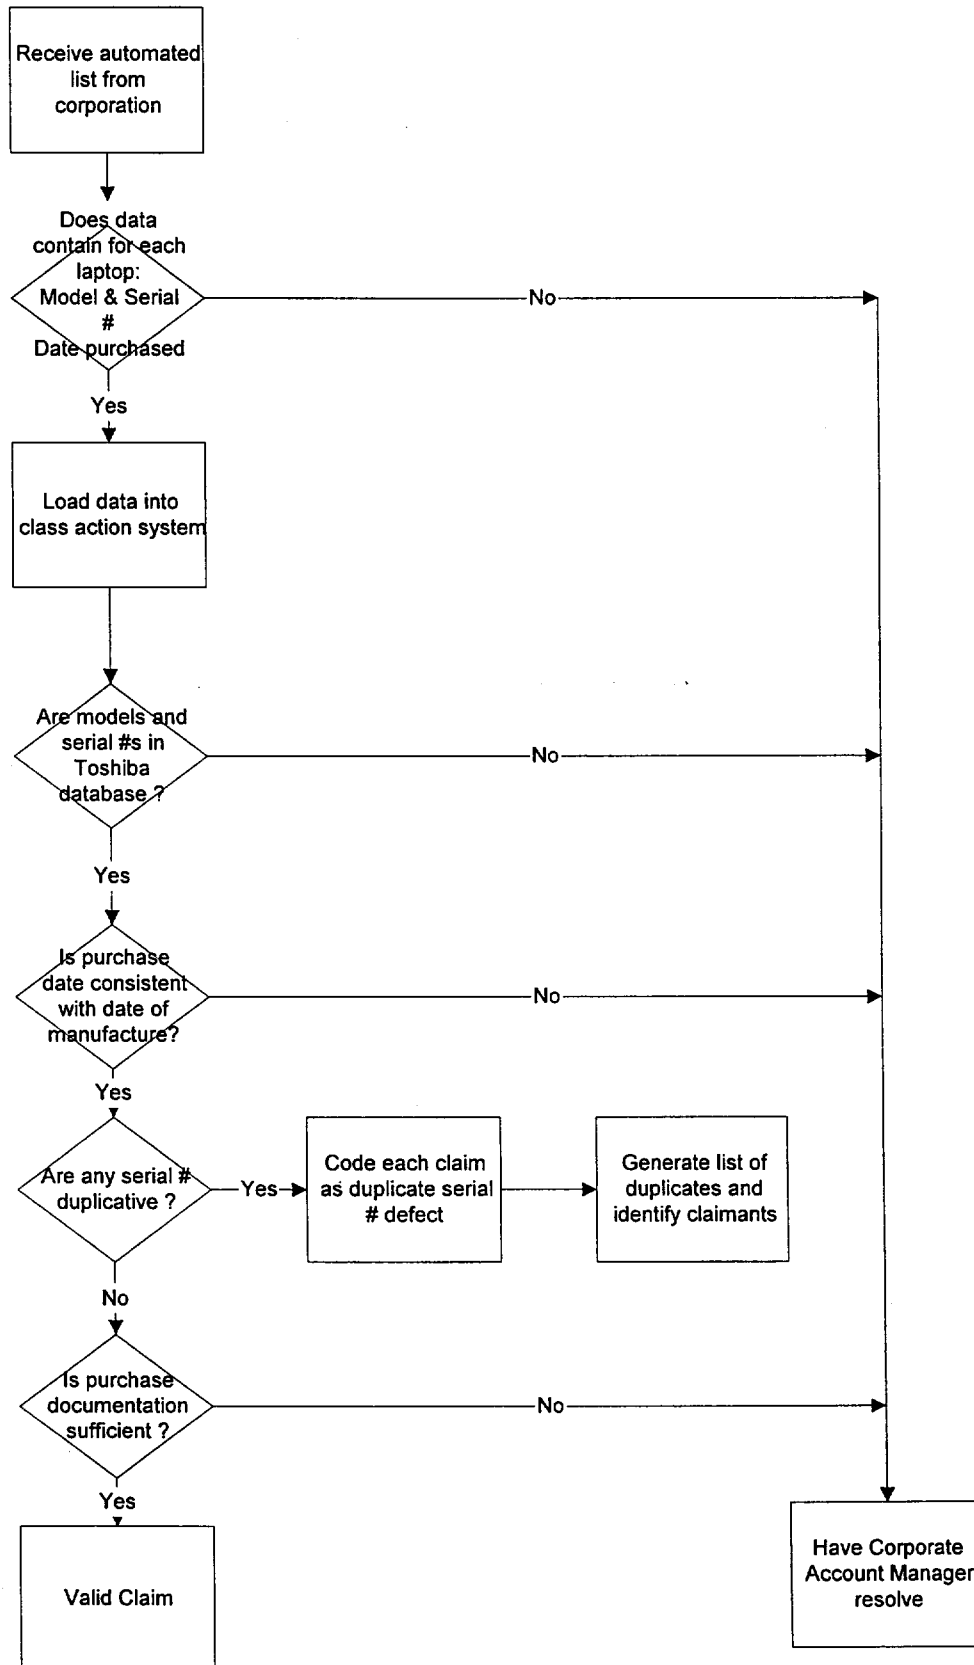 Receive automated
list from
corporation
Does data
contain for each
laptop:
Model & Serial
#
Date purchased
No
Yes
Load data into
class action system
Are models and
serial #s in
Toshiba
database ?
No
Yes
Is purchase
date consistent
with date of
manufacture?
No
Yes
Are any serial #
duplicative ?
Yes
Code each claim
as duplicate serial
# defect
Generate list of
duplicates and
identify claimants
No
Is purchase
documentation
sufficient ?
No
Yes
Valid Claim
Have Corporate
Account Manager
resolve